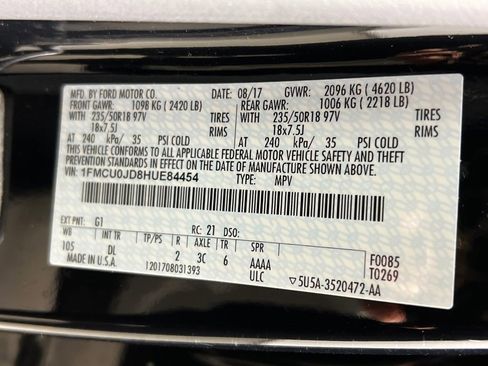 MFD. BY FORD MOTOR CO. DATE: 08/17 GVWR: 2096 KG ( 4620 LB)
FRONT GAWR: 1098 KG ( 2420 LB) REAR GAWR: 1006 KG ( 2218 LB)
235/50R18 97V TIRES 235/50R18 97V TIRES
18x7.5J RIMS 18x7.5J RIMS
AT 240 kPa/ 35 PSI COLD AT 240 kPa/ 35 PSI COLD
THIS VEHICLE CONFORMS TO ALL APPLICABLE FEDERAL MOTOR VEHICLE SAFETY AND BUMPER
AND THEFT PREVENTION STANDARDS IN EFFECT ON THE DATE OF MANUFACTURE SHOWN ABOVE.
VIN: 1FMCU0JD8HUE84454 TYPE: MPV
EXT PNT: G1 RC: 21 DSO: F0085
WB INT TR TP/PS R AXLE TR SPR T0269
105 DL 2 3C 6 AAAA
ULC
MADE IN U.S.A. 1201708031393 5U5A-3520472-AA